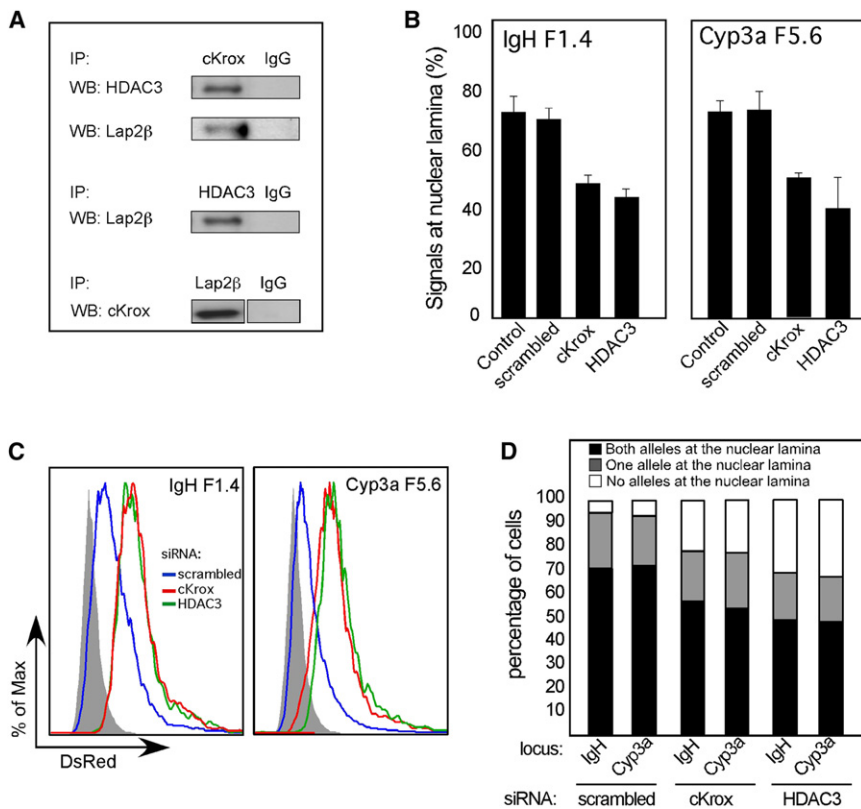 A
IP: cKrox IgG
WB: HDAC3
WB: Lap2β
IP: HDAC3 IgG
WB: Lap2β
IP: Lap2β IgG
WB: cKrox
B
Signals at nuclear lamina (%)
100
80
60
40
20
0
IgH F1.4
Control
scrambled
cKrox
HDAC3
Cyp3a F5.6
Control
scrambled
cKrox
HDAC3
C
% of Max
DsRed
IgH F1.4
siRNA:
scrambled
cKrox
HDAC3
Cyp3a F5.6
D
Both alleles at the nuclear lamina
One allele at the nuclear lamina
No alleles at the nuclear lamina
percentage of cells
100
90
80
70
60
50
40
30
20
10
locus: IgH Cyp3a IgH Cyp3a IgH Cyp3a
siRNA: scrambled cKrox HDAC3